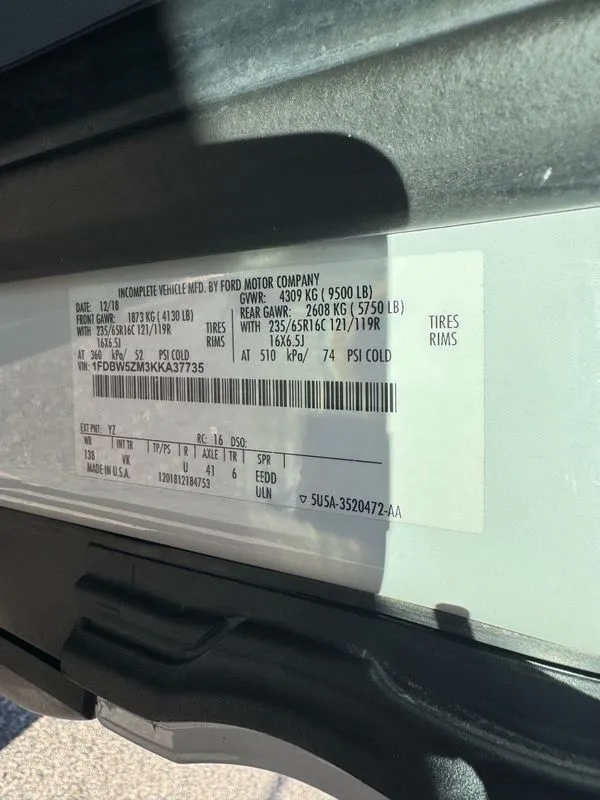 INCOMPLETE VEHICLE MFD. BY FORD MOTOR COMPANY
DATE: 12/18 GVWR: 4309 KG ( 9500 LB)
FRONT GAWR: 1873 KG ( 4130 LB) REAR GAWR: 2608 KG ( 5750 LB)
WITH 235/65R16C 121/119R TIRES WITH 235/65R16C 121/119R TIRES
16X6.5J RIMS 16X6.5J RIMS
AT 360 kPa/ 52 PSI COLD AT 510 kPa/ 74 PSI COLD
VIN: 1FDBW5ZM3KKA37735
EXT PNT: YZ RC: 16 DSO:
WB INT TR TP/PS R AXLE TR SPR
138 VK U 41 6 EEDD
MADE IN U.S.A. 1201812184753 ULN
▽ 5U5A-3520472-AA